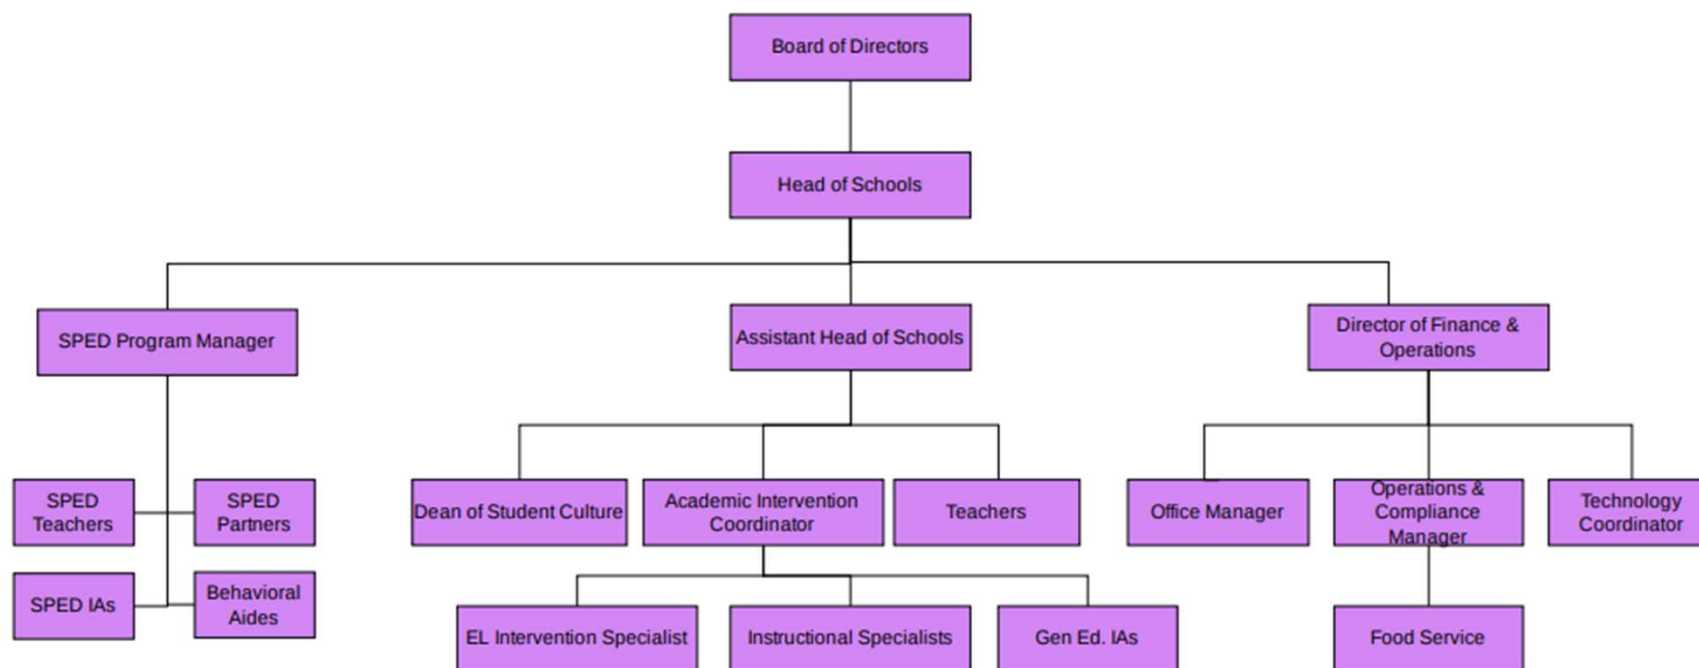 Board of Directors
Head of Schools
SPED Program Manager
Assistant Head of Schools
Director of Finance &
Operations
SPED
Teachers
SPED
Partners
Dean of Student Culture
Academic Intervention
Coordinator
Teachers
Office Manager
Operations &
Compliance
Manager
Technology
Coordinator
SPED IAs
Behavioral
Aides
EL Intervention Specialist
Instructional Specialists
Gen Ed. IAs
Food Service